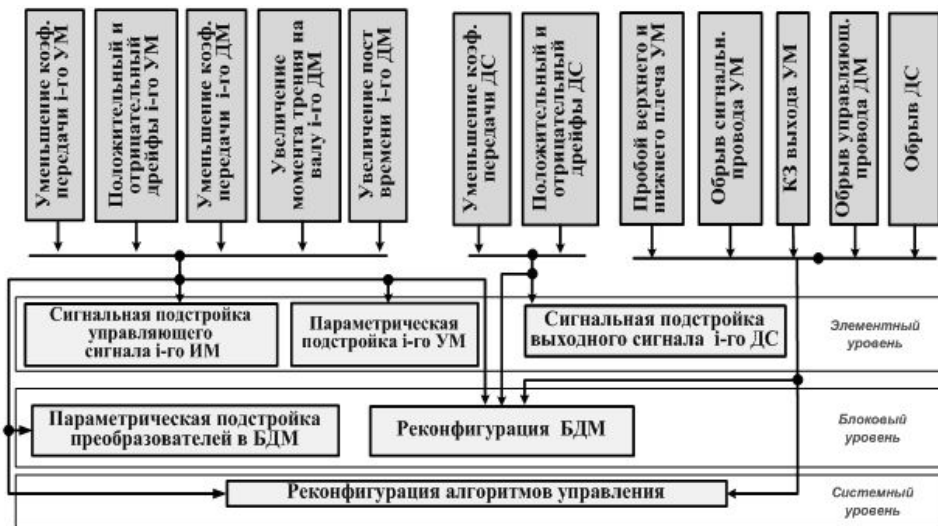 Уменьшение коэф.
передачи i-го УМ
Положительный и
отрицательный
дрейфы i-го УМ
Уменьшение коэф.
передачи i-го ДМ
Увеличение
момента трения на
валу i-го ДМ
Увеличение пост
времени i-го ДМ
Уменьшение коэф.
передачи ДС
Положительный и
отрицательный
дрейфы ДС
Пробой верхнего и
нижнего плеча УМ
Обрыв сигнальн.
провода УМ
КЗ выхода УМ
Обрыв управляющ.
провода ДМ
Обрыв ДС
Сигнальная подстройка
управляющего
сигнала i-го ИМ
Параметрическая
подстройка i-го УМ
Сигнальная подстройка
выходного сигнала i-го ДС
Элементный
уровень
Параметрическая подстройка
преобразователей в БДМ
Реконфигурация БДМ
Блоковый
уровень
Реконфигурация алгоритмов управления
Системный
уровень